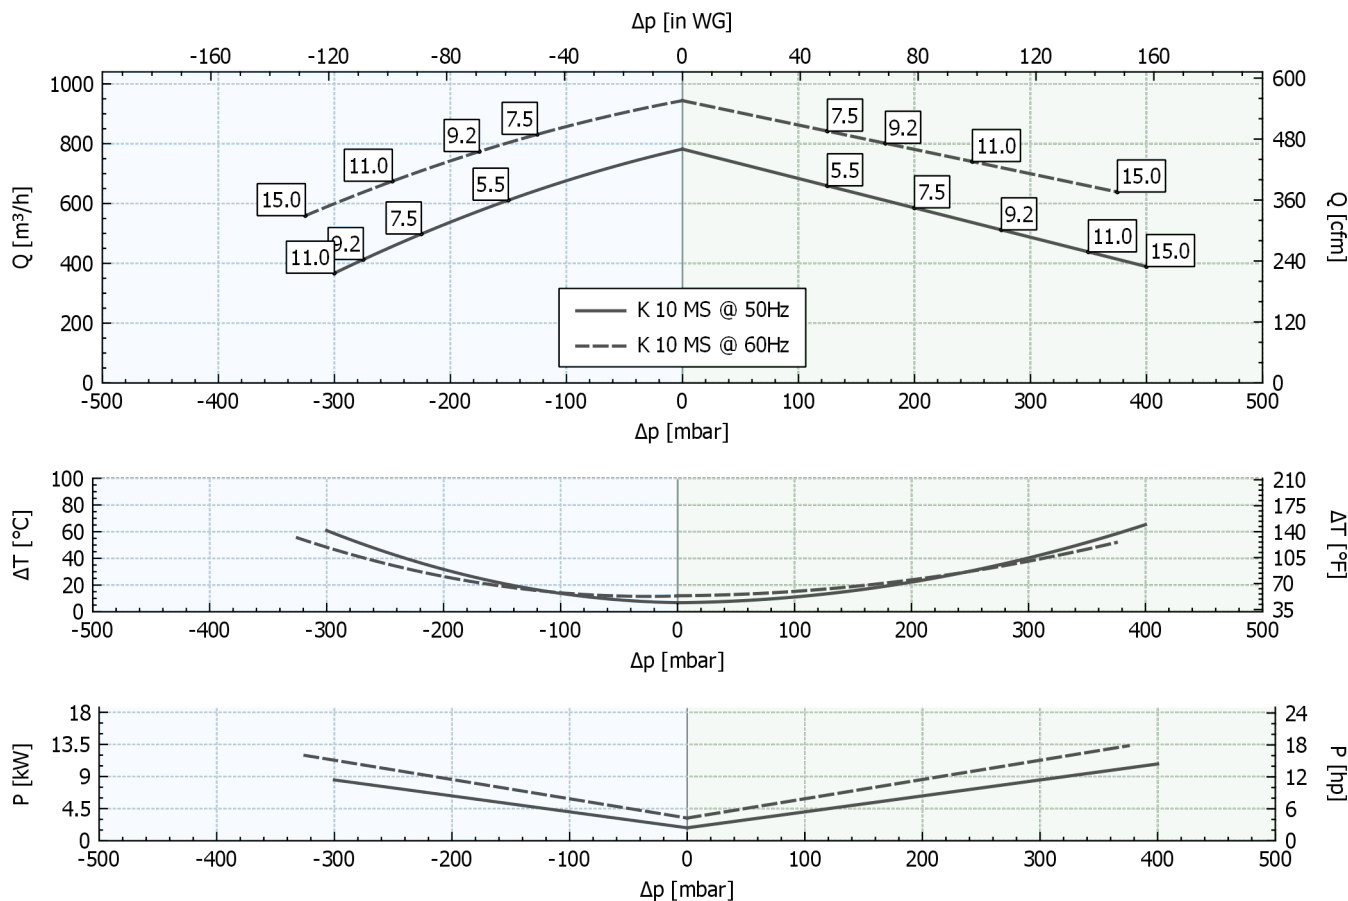 Δp [in WG]
-160 -120 -80 -40 0 40 80 120 160
1000 800 600 400 200 0
Q [m³/h]
600 480 360 240 120 0
Q [cfm]
15.0 11.0 9.2 7.5 7.5 9.2 11.0 15.0
11.0 9.2 7.5 5.5 5.5 7.5 9.2 11.0 15.0
K 10 MS @ 50Hz
K 10 MS @ 60Hz
-500 -400 -300 -200 -100 0 100 200 300 400 500
Δp [mbar]
100 80 60 40 20 0
ΔT [°C]
210 175 140 105 70 35
ΔT [°F]
-500 -400 -300 -200 -100 0 100 200 300 400 500
Δp [mbar]
18 13.5 9 4.5 0
P [kW]
24 18 12 6 0
P [hp]
-500 -400 -300 -200 -100 0 100 200 300 400 500
Δp [mbar]